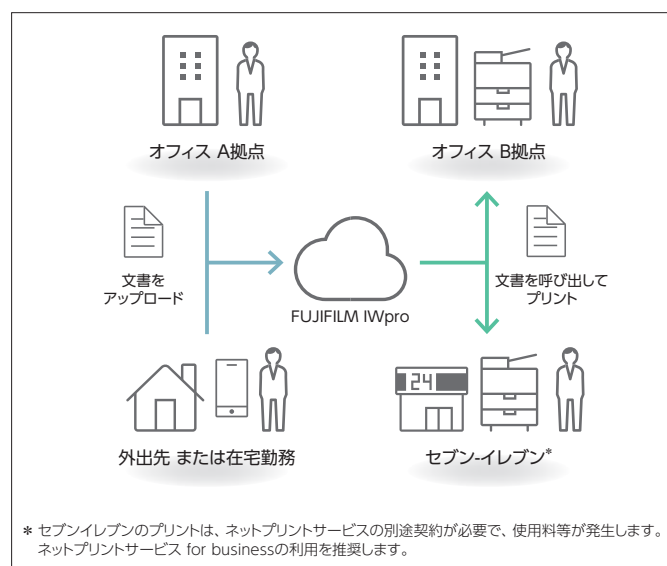 オフィス A拠点
オフィス B拠点
文書を
アップロード
FUJIFILM IWpro
文書を呼び出して
プリント
外出先 または在宅勤務
24
セブン-イレブン*
* セブンイレブンのプリントは、ネットプリントサービスの別途契約が必要で、使用料等が発生します。
ネットプリントサービス for businessの利用を推奨します。